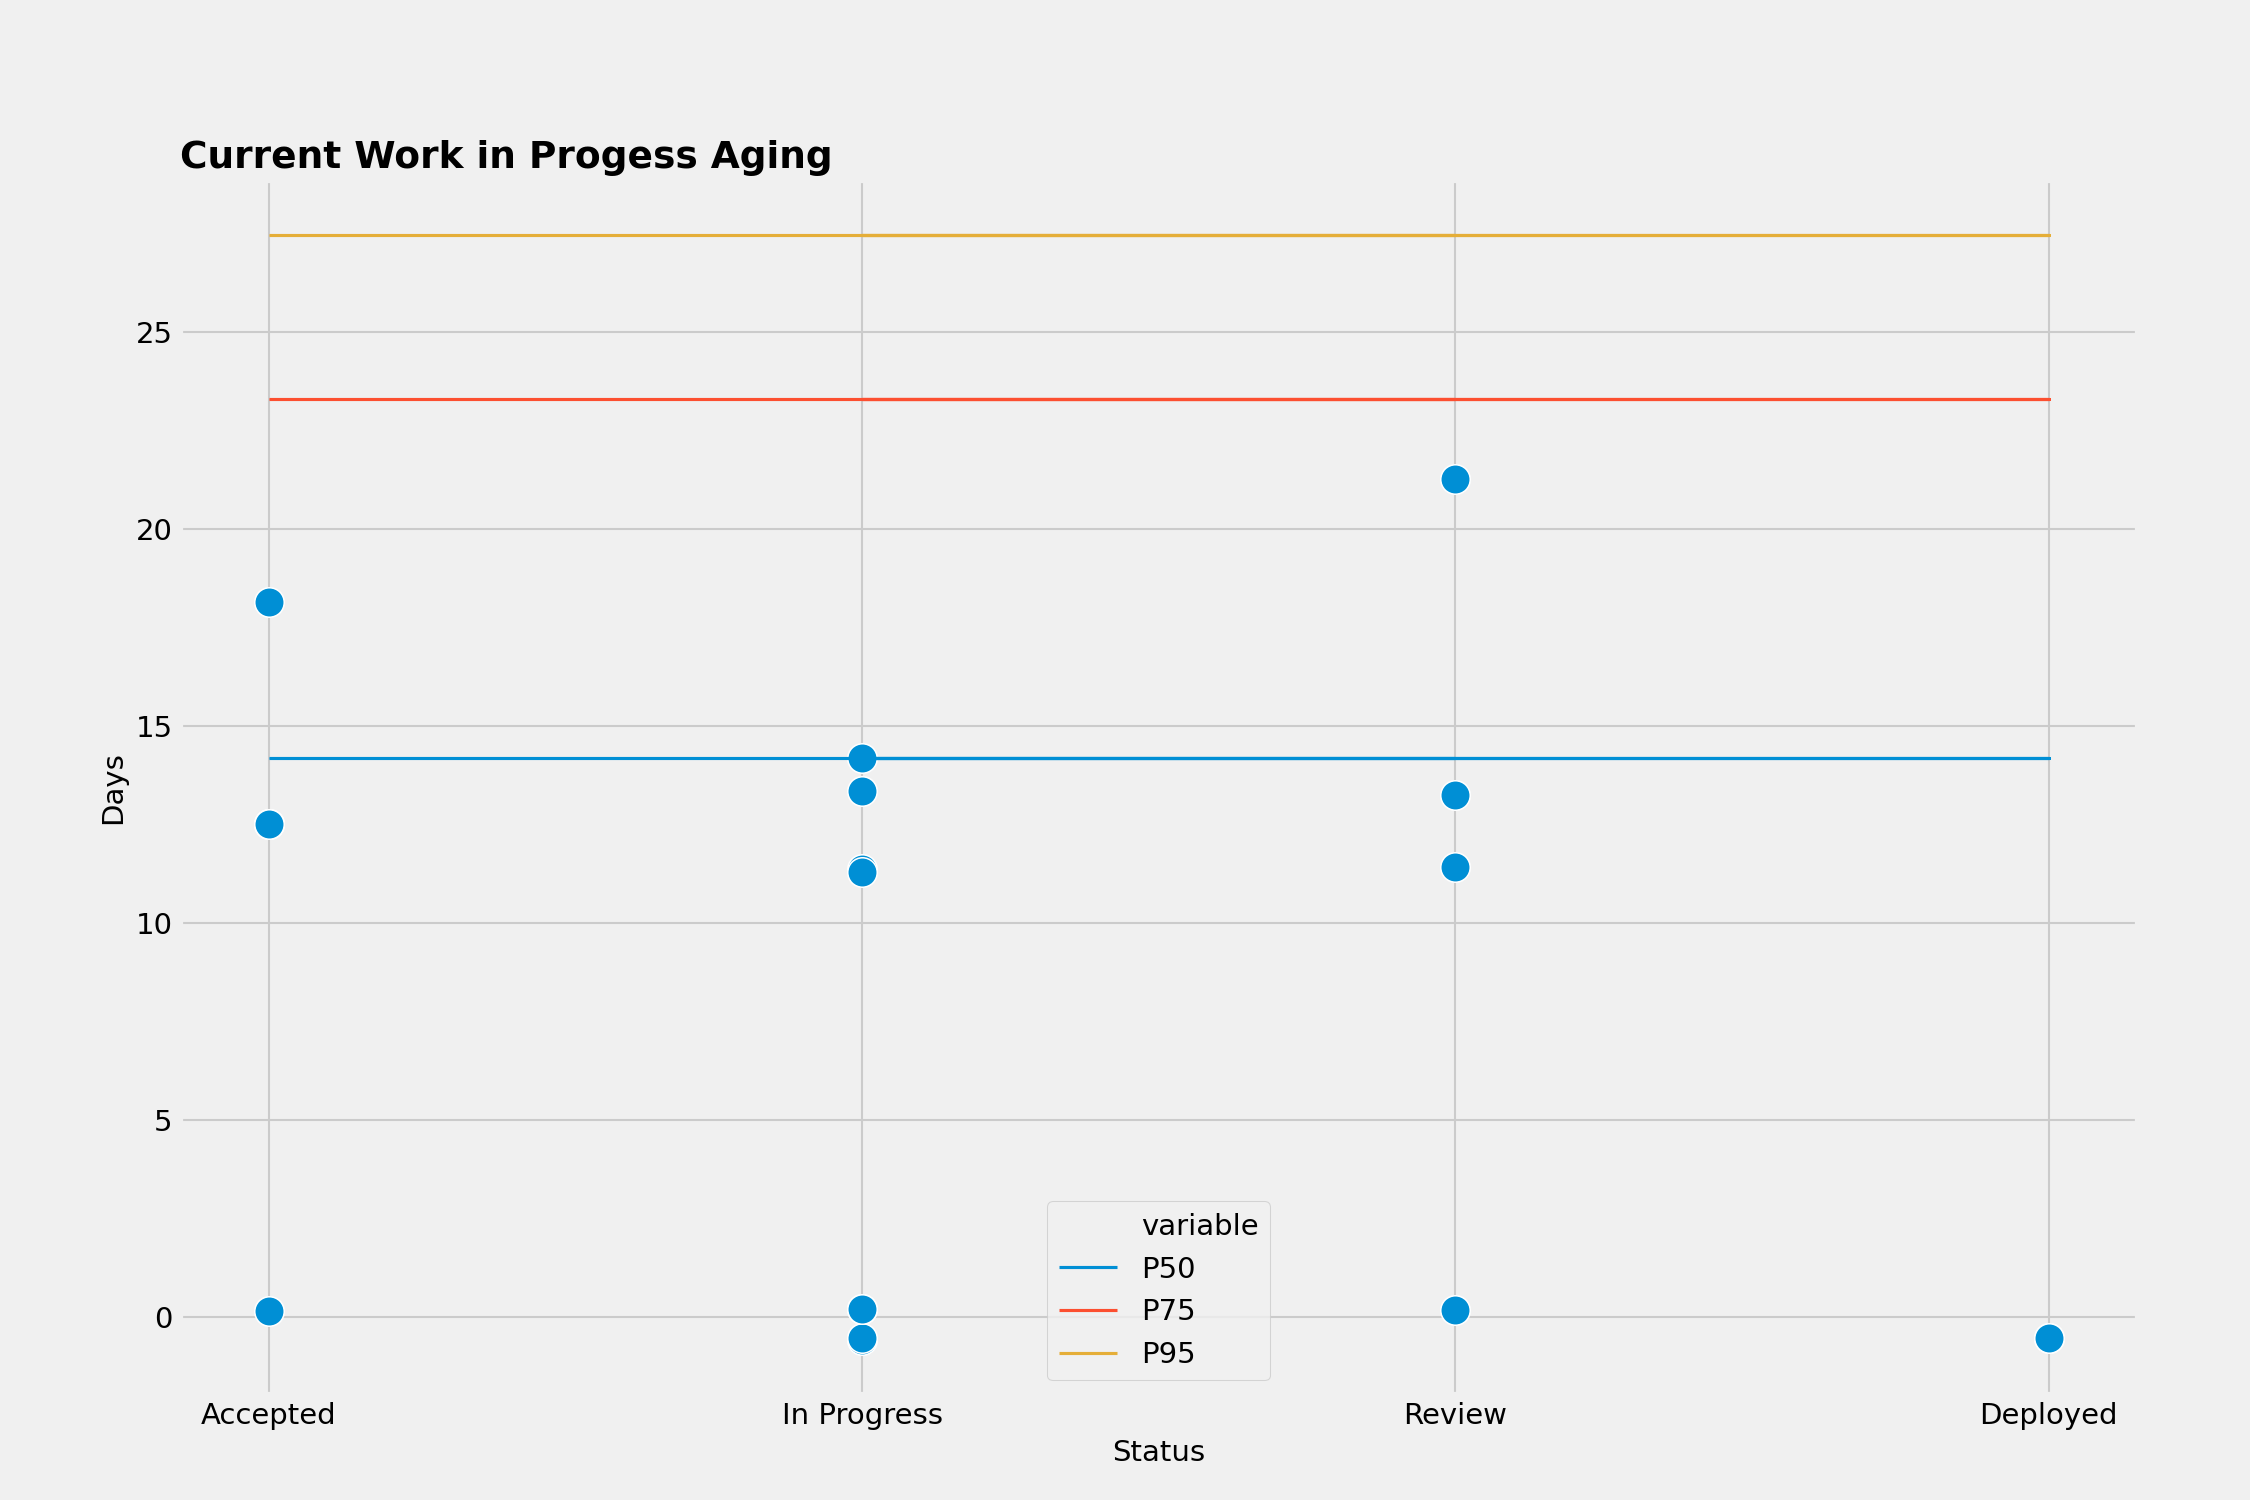 Current Work in Progess Aging
25
20
15
10
5
0
Days
variable
P50
P75
P95
Accepted
In Progress
Review
Deployed
Status